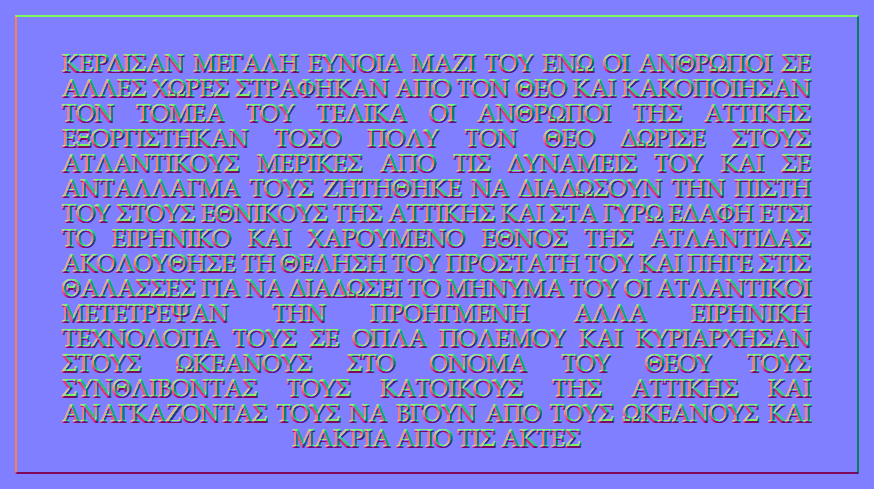 ΚΕΡΔΙΣΑΝ ΜΕΓΑΛΗ ΕΥΝΟΙΑ ΜΑΖΙ ΤΟΥ ΕΝΩ ΟΙ ΑΝΘΡΩΠΟΙ ΣΕ
ΑΛΛΕΣ ΧΩΡΕΣ ΣΤΡΑΦΗΚΑΝ ΑΠΟ ΤΟΝ ΘΕΟ ΚΑΙ ΚΑΚΟΠΟΙΗΣΑΝ
ΤΟΝ ΤΟΜΕΑ ΤΟΥ ΤΕΛΙΚΑ ΟΙ ΑΝΘΡΩΠΟΙ ΤΗΣ ΑΤΤΙΚΗΣ
ΕΞΟΡΓΙΣΤΗΚΑΝ ΤΟΣΟ ΠΟΛΥ ΤΟΝ ΘΕΟ ΔΩΡΙΣΕ ΣΤΟΥΣ
ΑΤΛΑΝΤΙΚΟΥΣ ΜΕΡΙΚΕΣ ΑΠΟ ΤΙΣ ΔΥΝΑΜΕΙΣ ΤΟΥ ΚΑΙ ΣΕ
ΑΝΤΑΛΛΑΓΜΑ ΤΟΥΣ ΖΗΤΗΘΗΚΕ ΝΑ ΔΙΑΔΩΣΟΥΝ ΤΗΝ ΠΙΣΤΗ
ΤΟΥ ΣΤΟΥΣ ΕΘΝΙΚΟΥΣ ΤΗΣ ΑΤΤΙΚΗΣ ΚΑΙ ΣΤΑ ΓΥΡΩ ΕΔΑΦΗ ΕΤΣΙ
ΤΟ ΕΙΡΗΝΙΚΟ ΚΑΙ ΧΑΡΟΥΜΕΝΟ ΕΘΝΟΣ ΤΗΣ ΑΤΛΑΝΤΙΔΑΣ
ΑΚΟΛΟΥΘΗΣΕ ΤΗ ΘΕΛΗΣΗ ΤΟΥ ΠΡΟΣΤΑΤΗ ΤΟΥ ΚΑΙ ΠΗΓΕ ΣΤΙΣ
ΘΑΛΑΣΣΕΣ ΓΙΑ ΝΑ ΔΙΑΔΩΣΕΙ ΤΟ ΜΗΝΥΜΑ ΤΟΥ ΟΙ ΑΤΛΑΝΤΙΚΟΙ
ΜΕΤΕΤΡΕΨΑΝ ΤΗΝ ΠΡΟΗΓΜΕΝΗ ΑΛΛΑ ΕΙΡΗΝΙΚΗ
ΤΕΧΝΟΛΟΓΙΑ ΤΟΥΣ ΣΕ ΟΠΛΑ ΠΟΛΕΜΟΥ ΚΑΙ ΚΥΡΙΑΡΧΗΣΑΝ
ΣΤΟΥΣ ΩΚΕΑΝΟΥΣ ΣΤΟ ΟΝΟΜΑ ΤΟΥ ΘΕΟΥ ΤΟΥΣ
ΣΥΝΘΛΙΒΟΝΤΑΣ ΤΟΥΣ ΚΑΤΟΙΚΟΥΣ ΤΗΣ ΑΤΤΙΚΗΣ ΚΑΙ
ΑΝΑΓΚΑΖΟΝΤΑΣ ΤΟΥΣ ΝΑ ΒΓΟΥΝ ΑΠΟ ΤΟΥΣ ΩΚΕΑΝΟΥΣ ΚΑΙ
ΜΑΚΡΙΑ ΑΠΟ ΤΙΣ ΑΚΤΕΣ